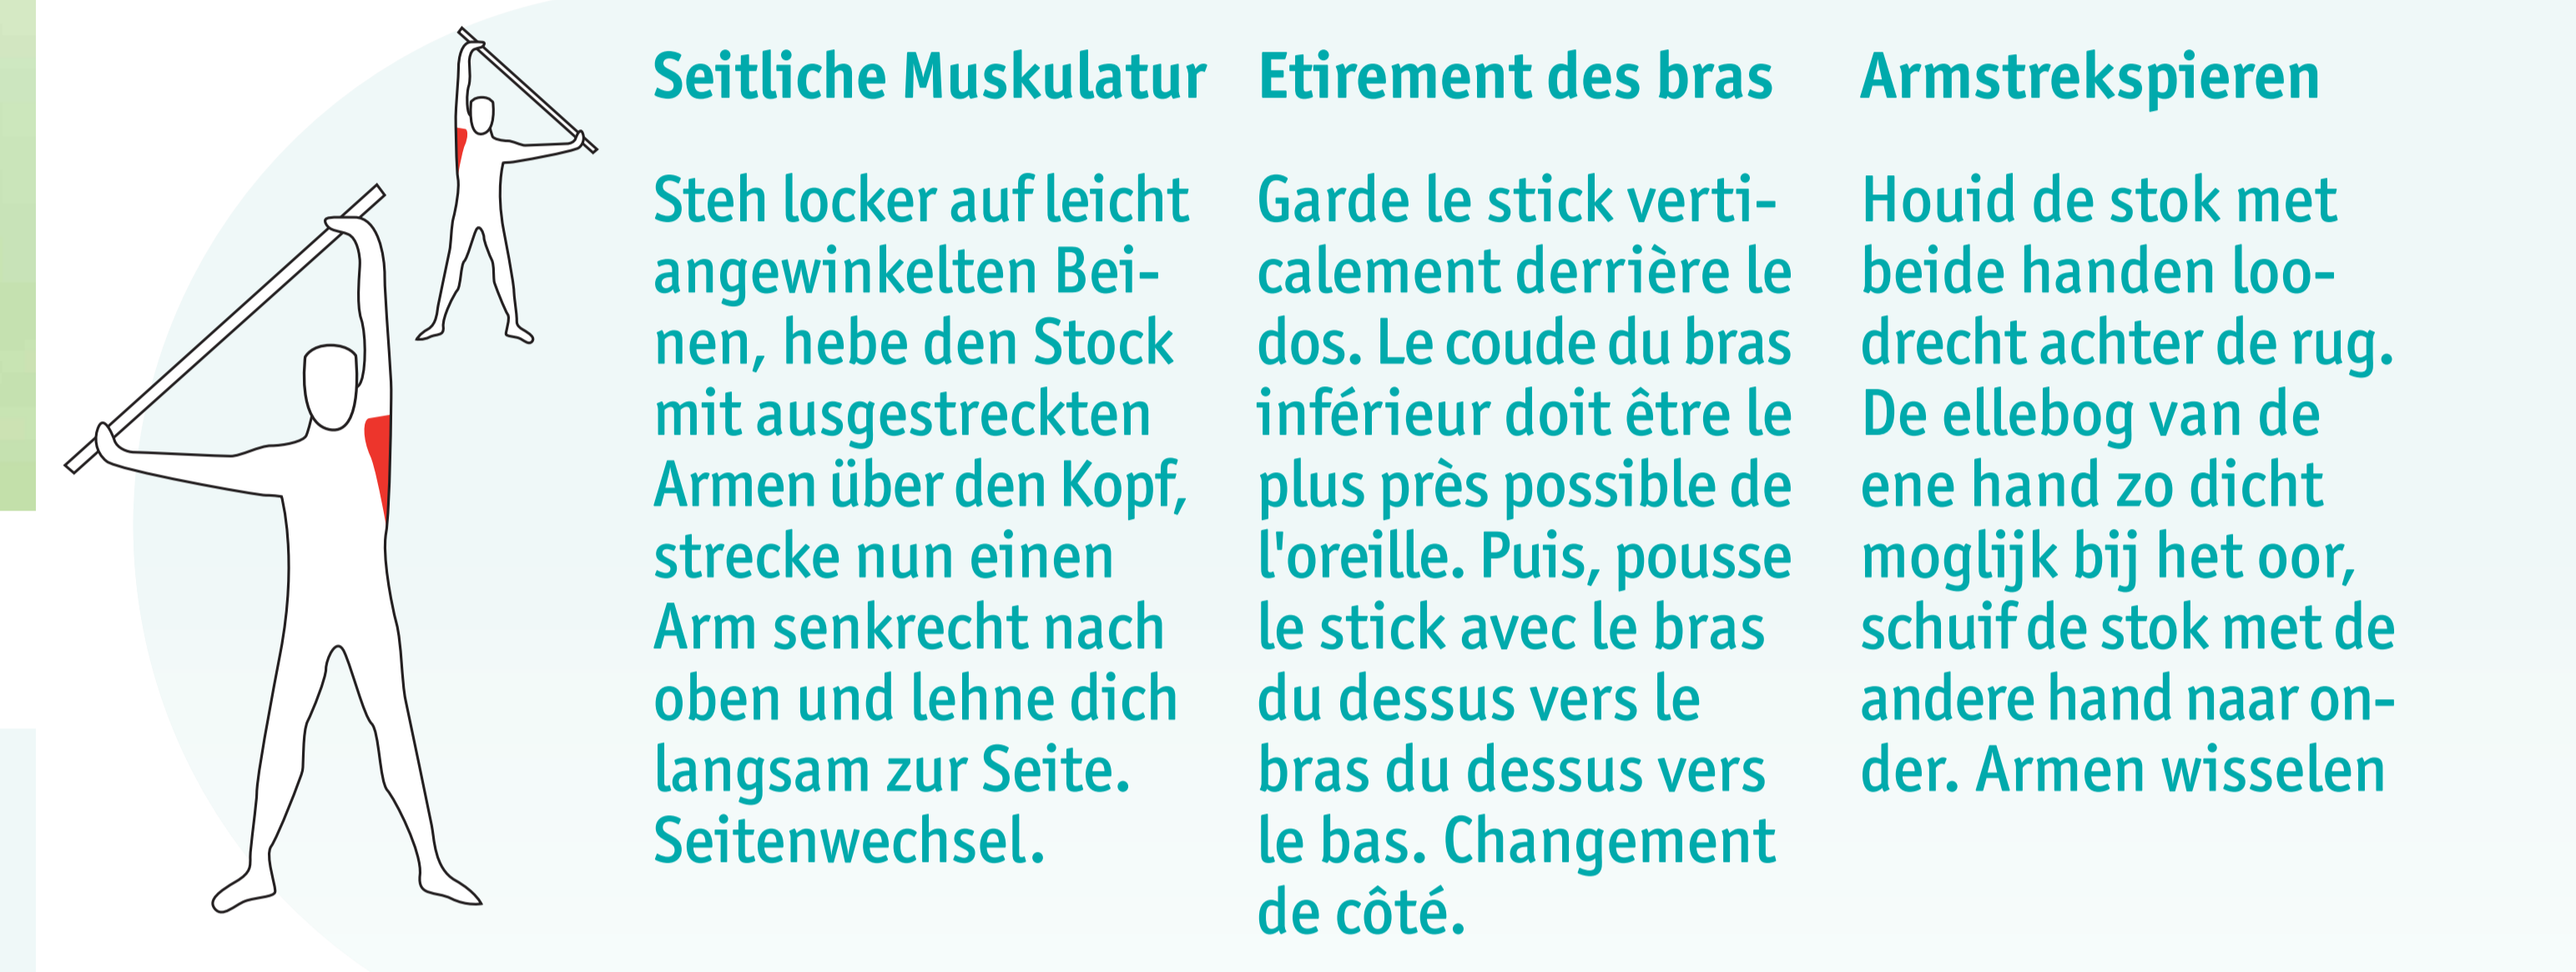 Seitliche Muskulatur
Steh locker auf leicht
angewinkelten Bei-
nen, hebe den Stock
mit ausgestreckten
Armen über den Kopf,
strecke nun einen
Arm senkrecht nach
oben und lehne dich
langsam zur Seite.
Seitenwechsel.
Etirement des bras
Garde le stick verti-
calement derrière le
dos. Le coude du bras
inférieur doit être le
plus près possible de
l'oreille. Puis, pousse
le stick avec le bras
du dessus vers le
bras du dessus vers
le bas. Changement
de côté.
Armstrekspieren
Houid de stok met
beide handen loo-
drecht achter de rug.
De ellebog van de
ene hand zo dicht
moglijk bij het oor,
schuif de stok met de
andere hand naar on-
der. Armen wisselen